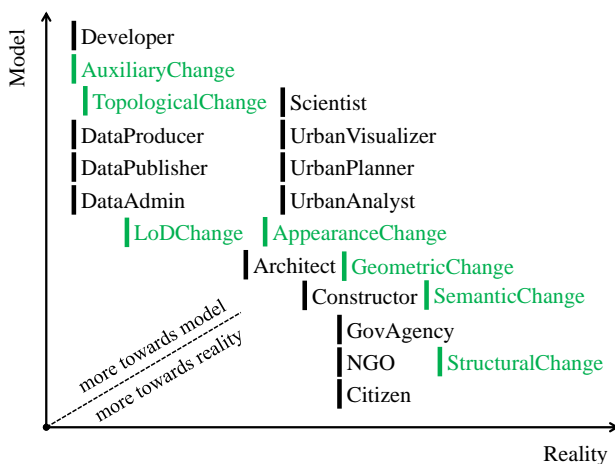 Model
Developer
AuxiliaryChange
TopologicalChange
Scientist
DataProducer
UrbanVisualizer
DataPublisher
UrbanPlanner
DataAdmin
UrbanAnalyst
LoDChange
AppearanceChange
Architect
GeometricChange
Constructor
SemanticChange
more towards model
more towards reality
GovAgency
NGO
StructuralChange
Citizen
Reality